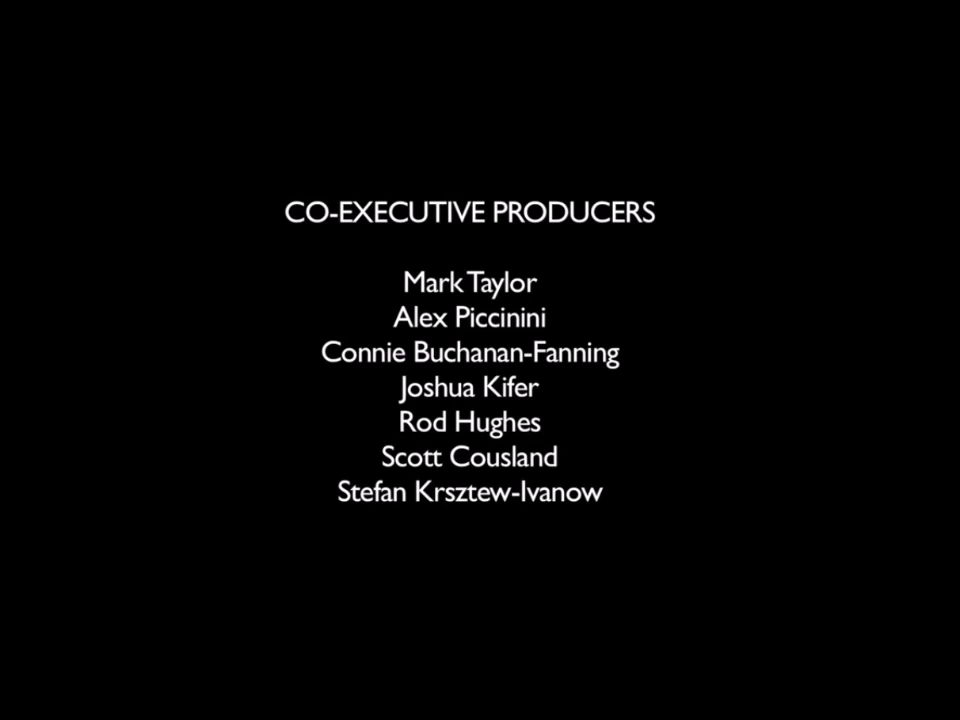 CO-EXECUTIVE PRODUCERS
Mark Taylor
Alex Piccinini
Connie Buchanan-Fanning
Joshua Kifer
Rod Hughes
Scott Cousland
Stefan Krsztew-Ivanow